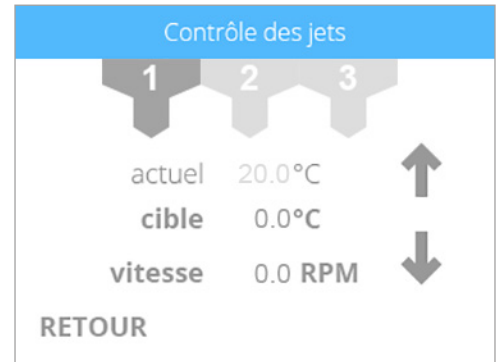 Contrôle des jets
1 2 3
actuel 20.0°C
cible 0.0°C
vitesse 0.0 RPM
RETOUR